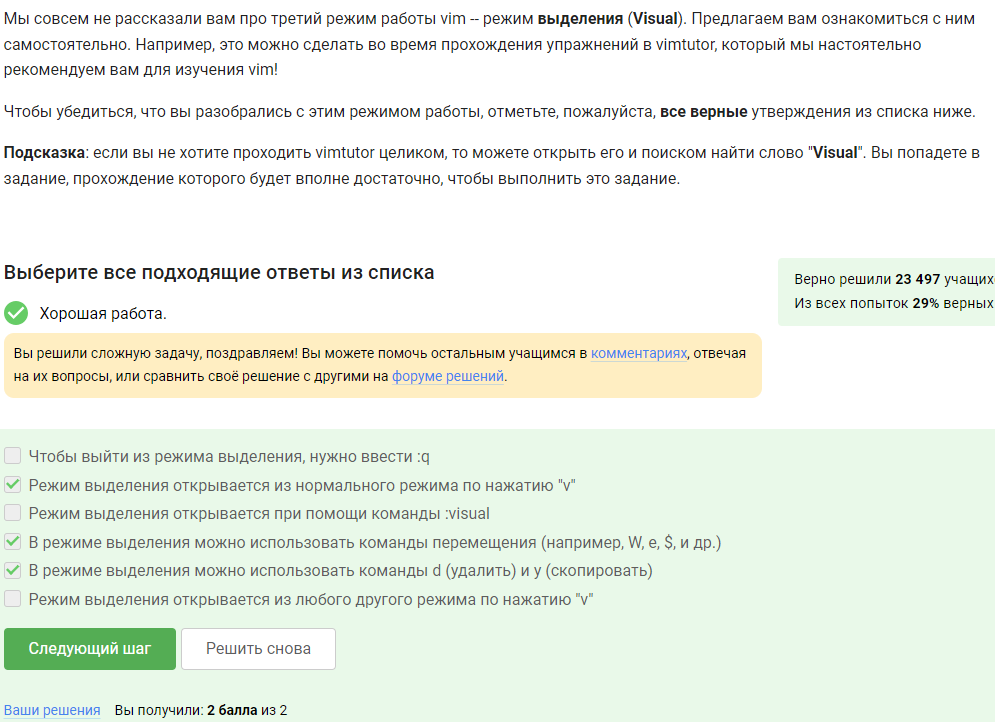 Мы совсем не рассказали вам про третий режим работы vim -- режим выделения (Visual). Предлагаем вам ознакомиться с ним
самостоятельно. Например, это можно сделать во время прохождения упражнений в vimtutor, который мы настоятельно
рекомендуем вам для изучения vim!
Чтобы убедиться, что вы разобрались с этим режимом работы, отметьте, пожалуйста, все верные утверждения из списка ниже.
Подсказка: если вы не хотите проходить vimtutor целиком, то можете открыть его и поиском найти слово "Visual". Вы попадете в
задание, прохождение которого будет вполне достаточно, чтобы выполнить это задание.
Выберите все подходящие ответы из списка
Верно решили 23 497 учащих
Из всех попыток 29% верных
Хорошая работа.
Вы решили сложную задачу, поздравляем! Вы можете помочь остальным учащимся в комментариях, отвечая
на их вопросы, или сравнить своё решение с другими на форуме решений.
Чтобы выйти из режима выделения, нужно ввести :q
Режим выделения открывается из нормального режима по нажатию "v"
Режим выделения открывается при помощи команды :visual
В режиме выделения можно использовать команды перемещения (например, W, e, $, и др.)
В режиме выделения можно использовать команды d (удалить) и y (скопировать)
Режим выделения открывается из любого другого режима по нажатию "v"
Следующий шаг
Решить снова
Ваши решения Вы получили: 2 балла из 2